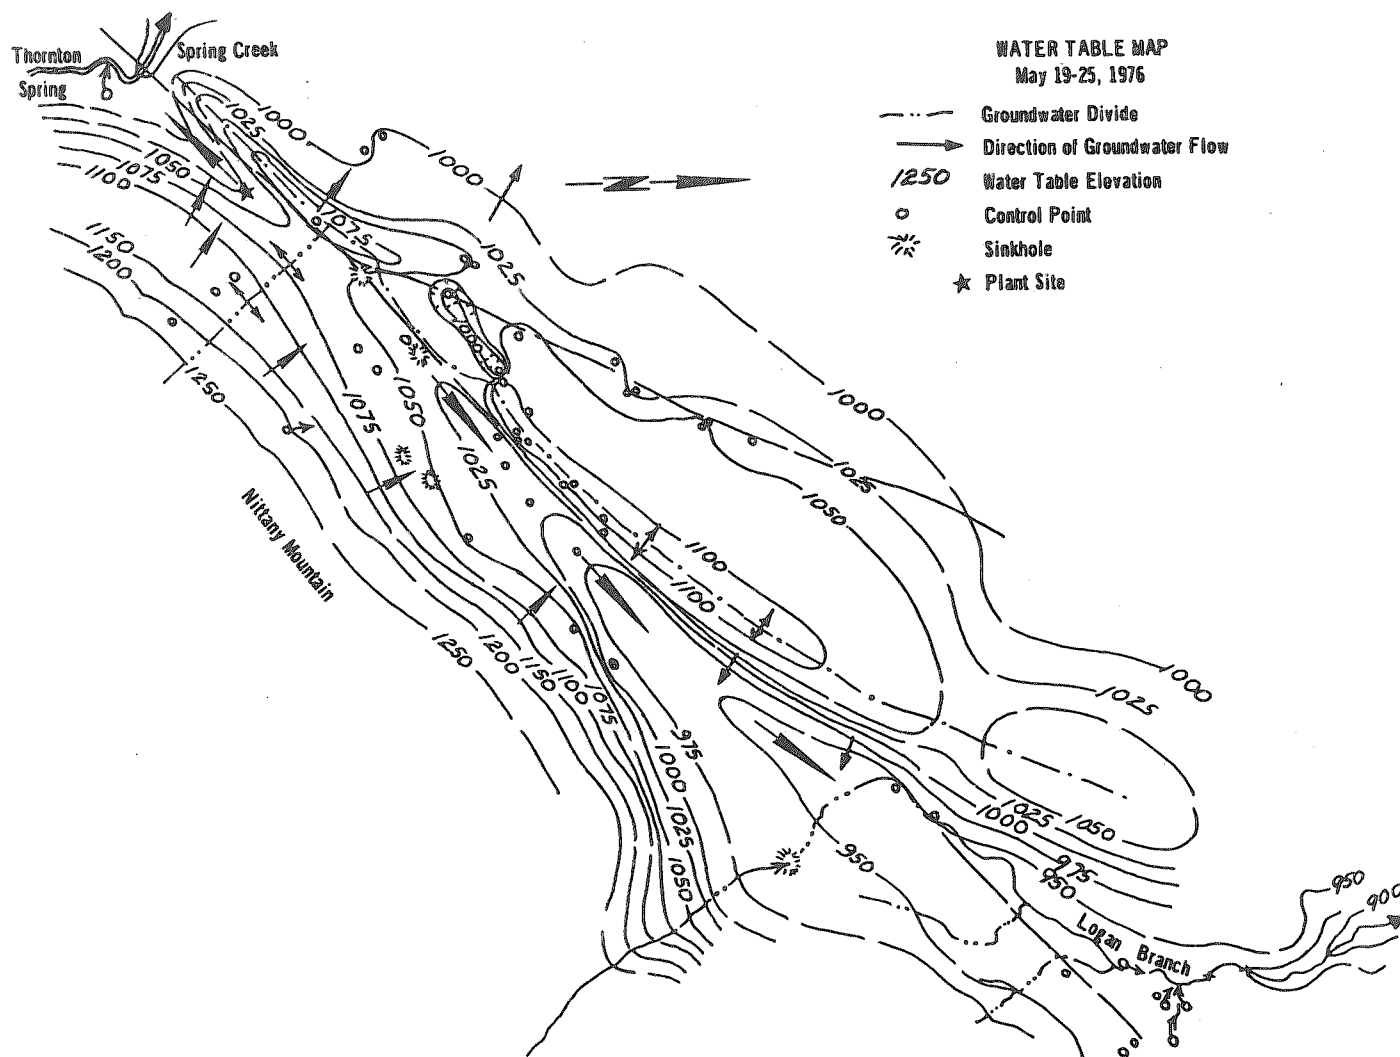 WATER TABLE MAP
May 19-25, 1976
Groundwater Divide
Direction of Groundwater Flow
1250 Water Table Elevation
Control Point
Sinkhole
Plant Site
Thornton
Spring
Spring Creek
N
1025
1000
1000
1050
1075
1100
1075
1025
1150
1200
1000
1250
1075
1050
1025
1000
1025
1050
Nittany Mountain
1100
1100
1250
1200
1150
1100
1075
975
1000
1025
1050
1000
1025
1025
1000
1050
950
975
950
950
900
Logan Branch